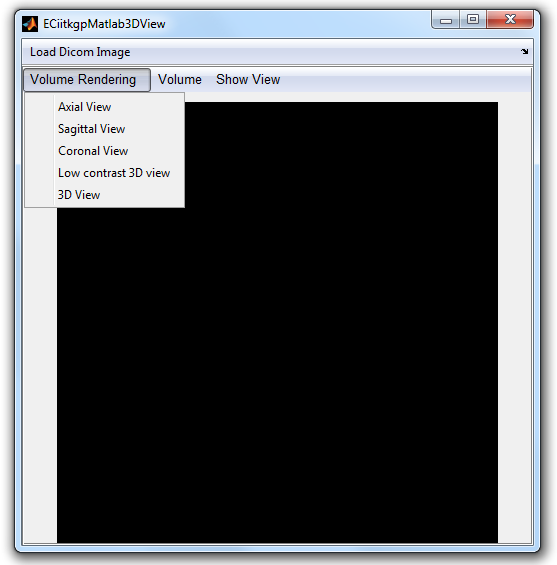 ECiitkgpMatlab3DView
Load Dicom Image
Volume Rendering Volume Show View
Axial View
Sagittal View
Coronal View
Low contrast 3D view
3D View